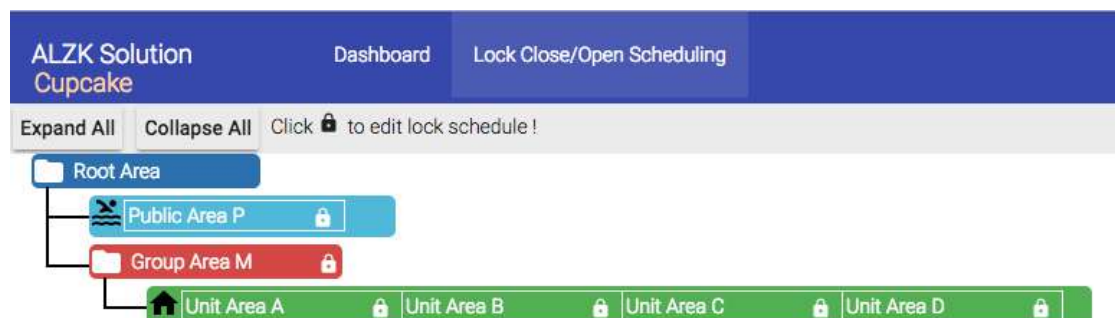 ALZK Solution Dashboard Lock Close/Open Scheduling
Cupcake
Expand All Collapse All Click to edit lock schedule !
Root Area
Public Area P
Group Area M
Unit Area A Unit Area B Unit Area C Unit Area D